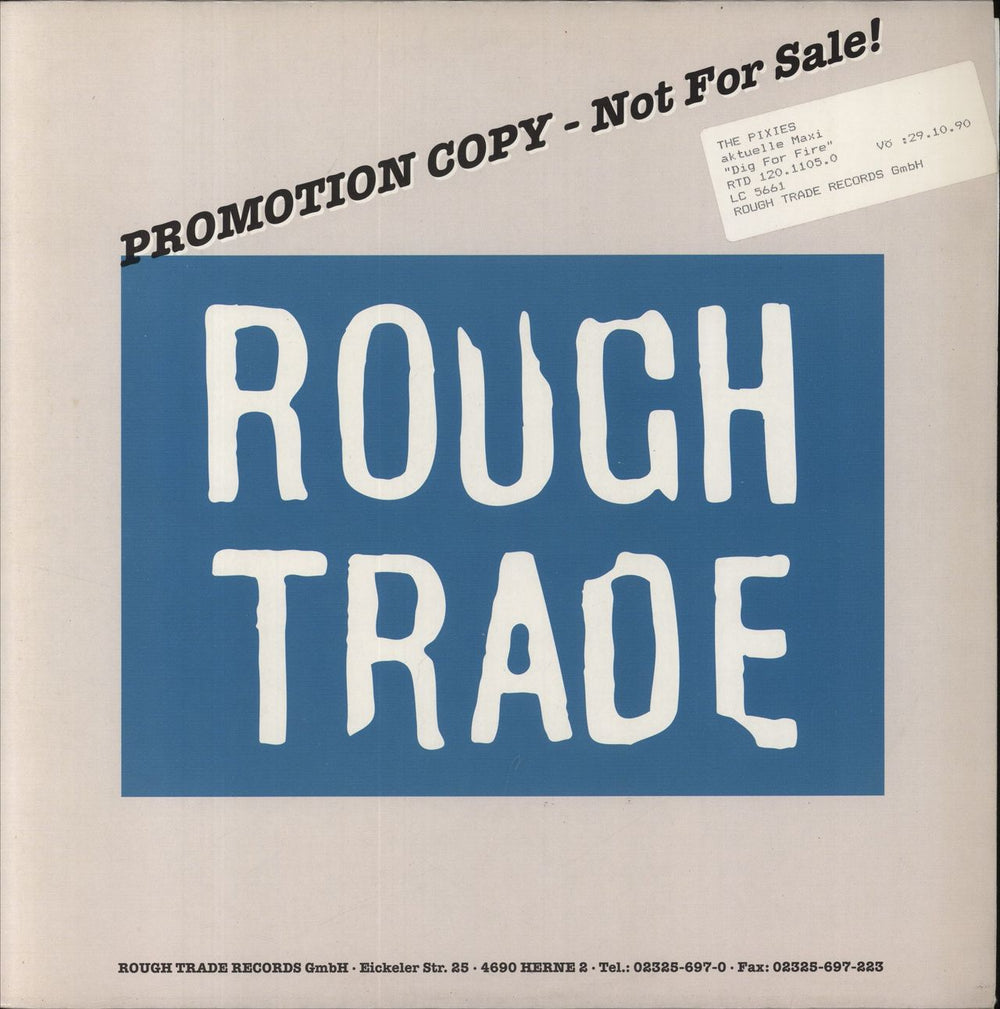 PROMOTION COPY - Not For Sale!
THE PIXIES
aktuelle Maxi
"Dig For Fire"
RTD 120.1105.0 VÖ :29.10.90
LC 5661
ROUGH TRADE RECORDS GmbH
ROUGH
TRADE
ROUGH TRADE RECORDS GmbH · Eickeler Str. 25 · 4690 HERNE 2 · Tel.: 02325-697-0 · Fax: 02325-697-223